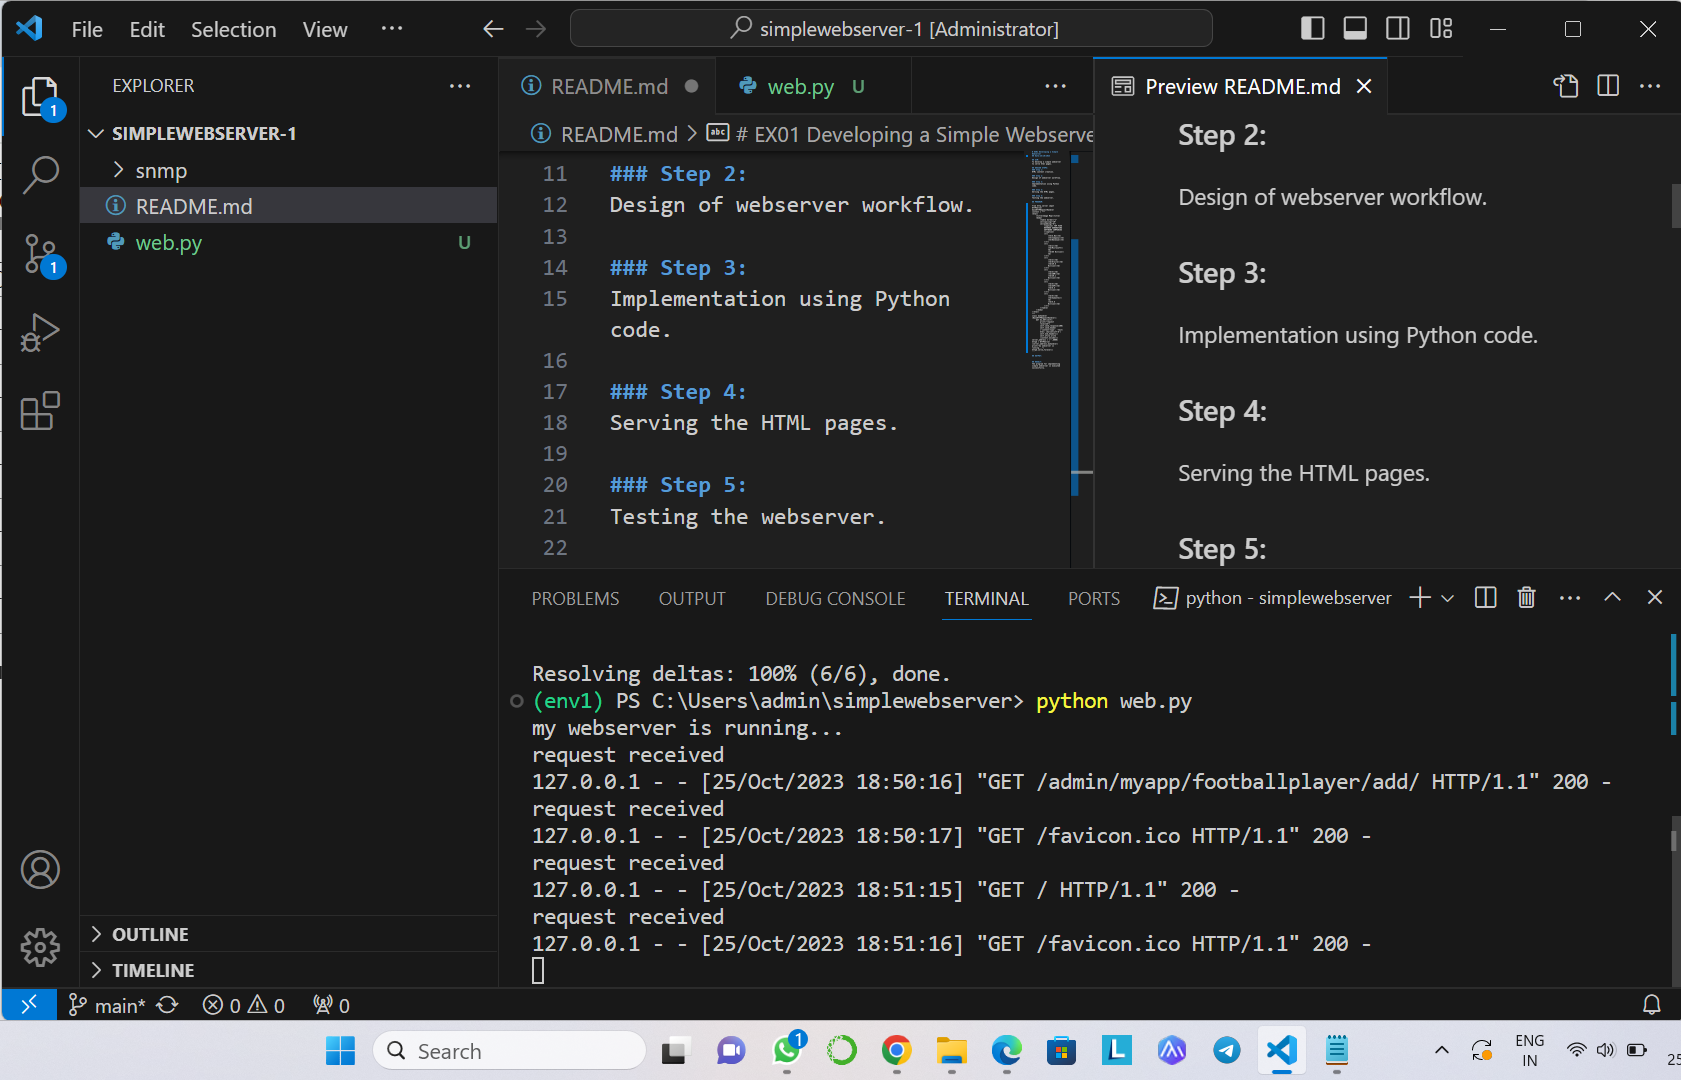 File Edit Selection View ···
simplewebserver-1 [Administrator]
EXPLORER
SIMPLEWEBSERVER-1
snmp
README.md
web.py U
1
1
OUTLINE
TIMELINE
README.md
web.py U
README.md > # EX01 Developing a Simple Webserve
11 ### Step 2:
12 Design of webserver workflow.
13
14 ### Step 3:
15 Implementation using Python
code.
16
17 ### Step 4:
18 Serving the HTML pages.
19
20 ### Step 5:
21 Testing the webserver.
22
Preview README.md
Step 2:
Design of webserver workflow.
Step 3:
Implementation using Python code.
Step 4:
Serving the HTML pages.
Step 5:
PROBLEMS OUTPUT DEBUG CONSOLE TERMINAL PORTS python - simplewebserver
Resolving deltas: 100% (6/6), done.
(env1) PS C:\Users\admin\simplewebserver> python web.py
my webserver is running...
request received
127.0.0.1 - - [25/Oct/2023 18:50:16] "GET /admin/myapp/footballplayer/add/ HTTP/1.1" 200 -
request received
127.0.0.1 - - [25/Oct/2023 18:50:17] "GET /favicon.ico HTTP/1.1" 200 -
request received
127.0.0.1 - - [25/Oct/2023 18:51:15] "GET / HTTP/1.1" 200 -
request received
127.0.0.1 - - [25/Oct/2023 18:51:16] "GET /favicon.ico HTTP/1.1" 200 -
main* 0 0 0
Search
1
L
ENG
IN
25